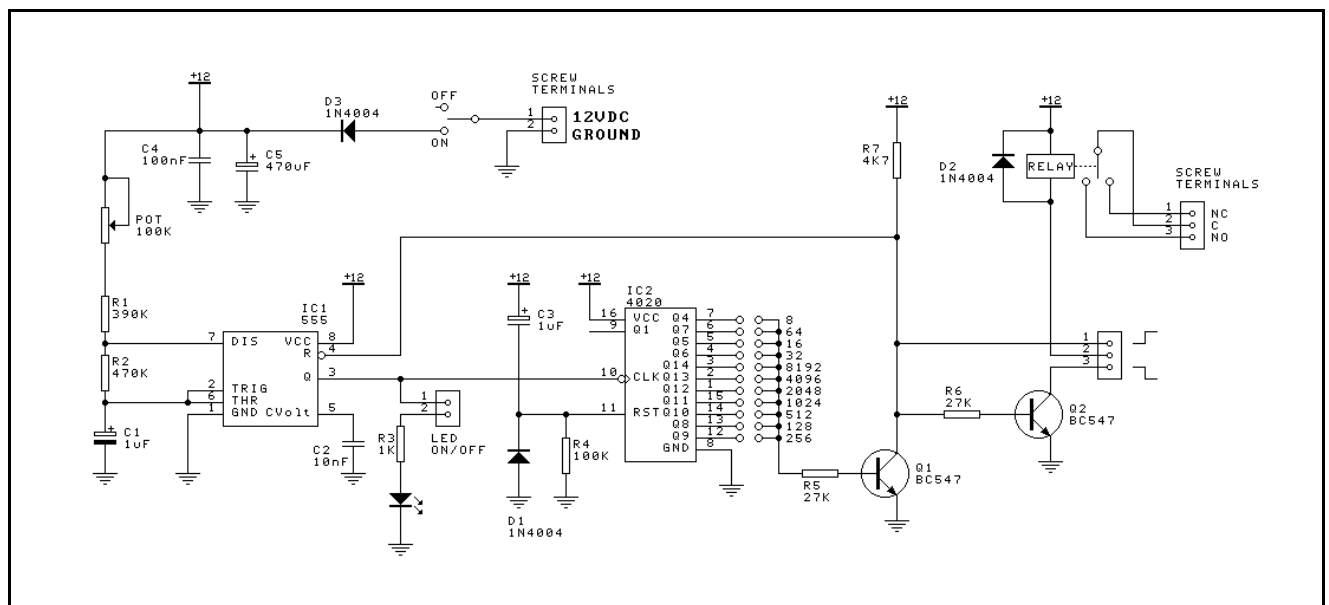 +12
SCREW
TERMINALS
OFF
ON
1
2
12VDC
GROUND
D3
1N4004
C4
100nF
C5
470uF
+
POT
100K
R1
390K
R2
470K
C1
1uF
+
IC1
555
+12
7 DIS VCC 8
R 4
Q 3
2 TRIG
6 THR
1 GND CVolt 5
C2
10nF
R3
1K
1
2
LED
ON/OFF
+12
C3
1uF
+
D1
1N4004
R4
100K
+12
IC2
4020
16 VCC Q4 7 8
9 Q1 Q7 6 64
Q5 5 16
Q6 4 32
Q14 3 8192
10 CLK Q13 2 4096
Q12 1 2048
Q11 15 1024
11 RST Q10 14 512
Q8 13 128
Q9 12 256
GND 8
R5
27K
+12
R7
4K7
Q1
BC547
R6
27K
Q2
BC547
+12
D2
1N4004
RELAY
SCREW
TERMINALS
1 NC
2 C
3 NO
1
2
3